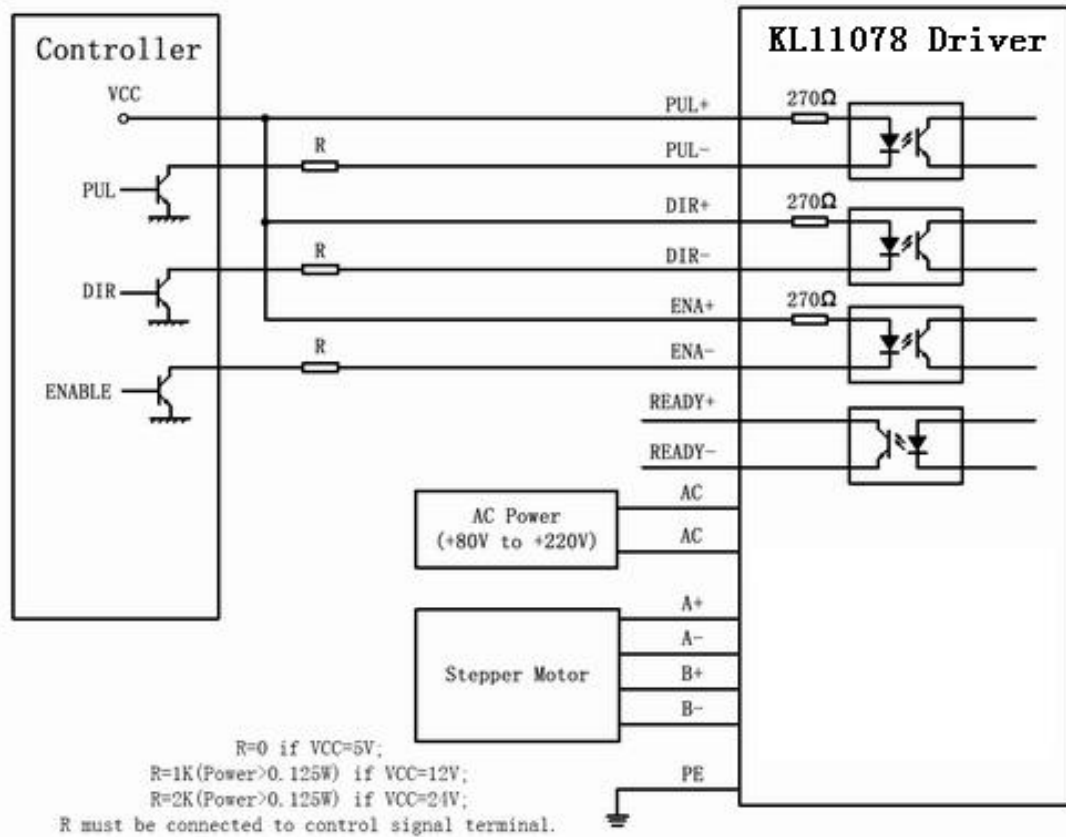 Controller
KL11078 Driver
VCC
PUL+
270Ω
R
PUL-
PUL
DIR+
270Ω
R
DIR-
DIR
ENA+
270Ω
R
ENA-
ENABLE
READY+
READY-
AC Power
(+80V to +220V)
AC
AC
Stepper Motor
A+
A-
B+
B-
PE
R=0 if VCC=5V;
R=1K(Power>0.125W) if VCC=12V;
R=2K(Power>0.125W) if VCC=24V;
R must be connected to control signal terminal.